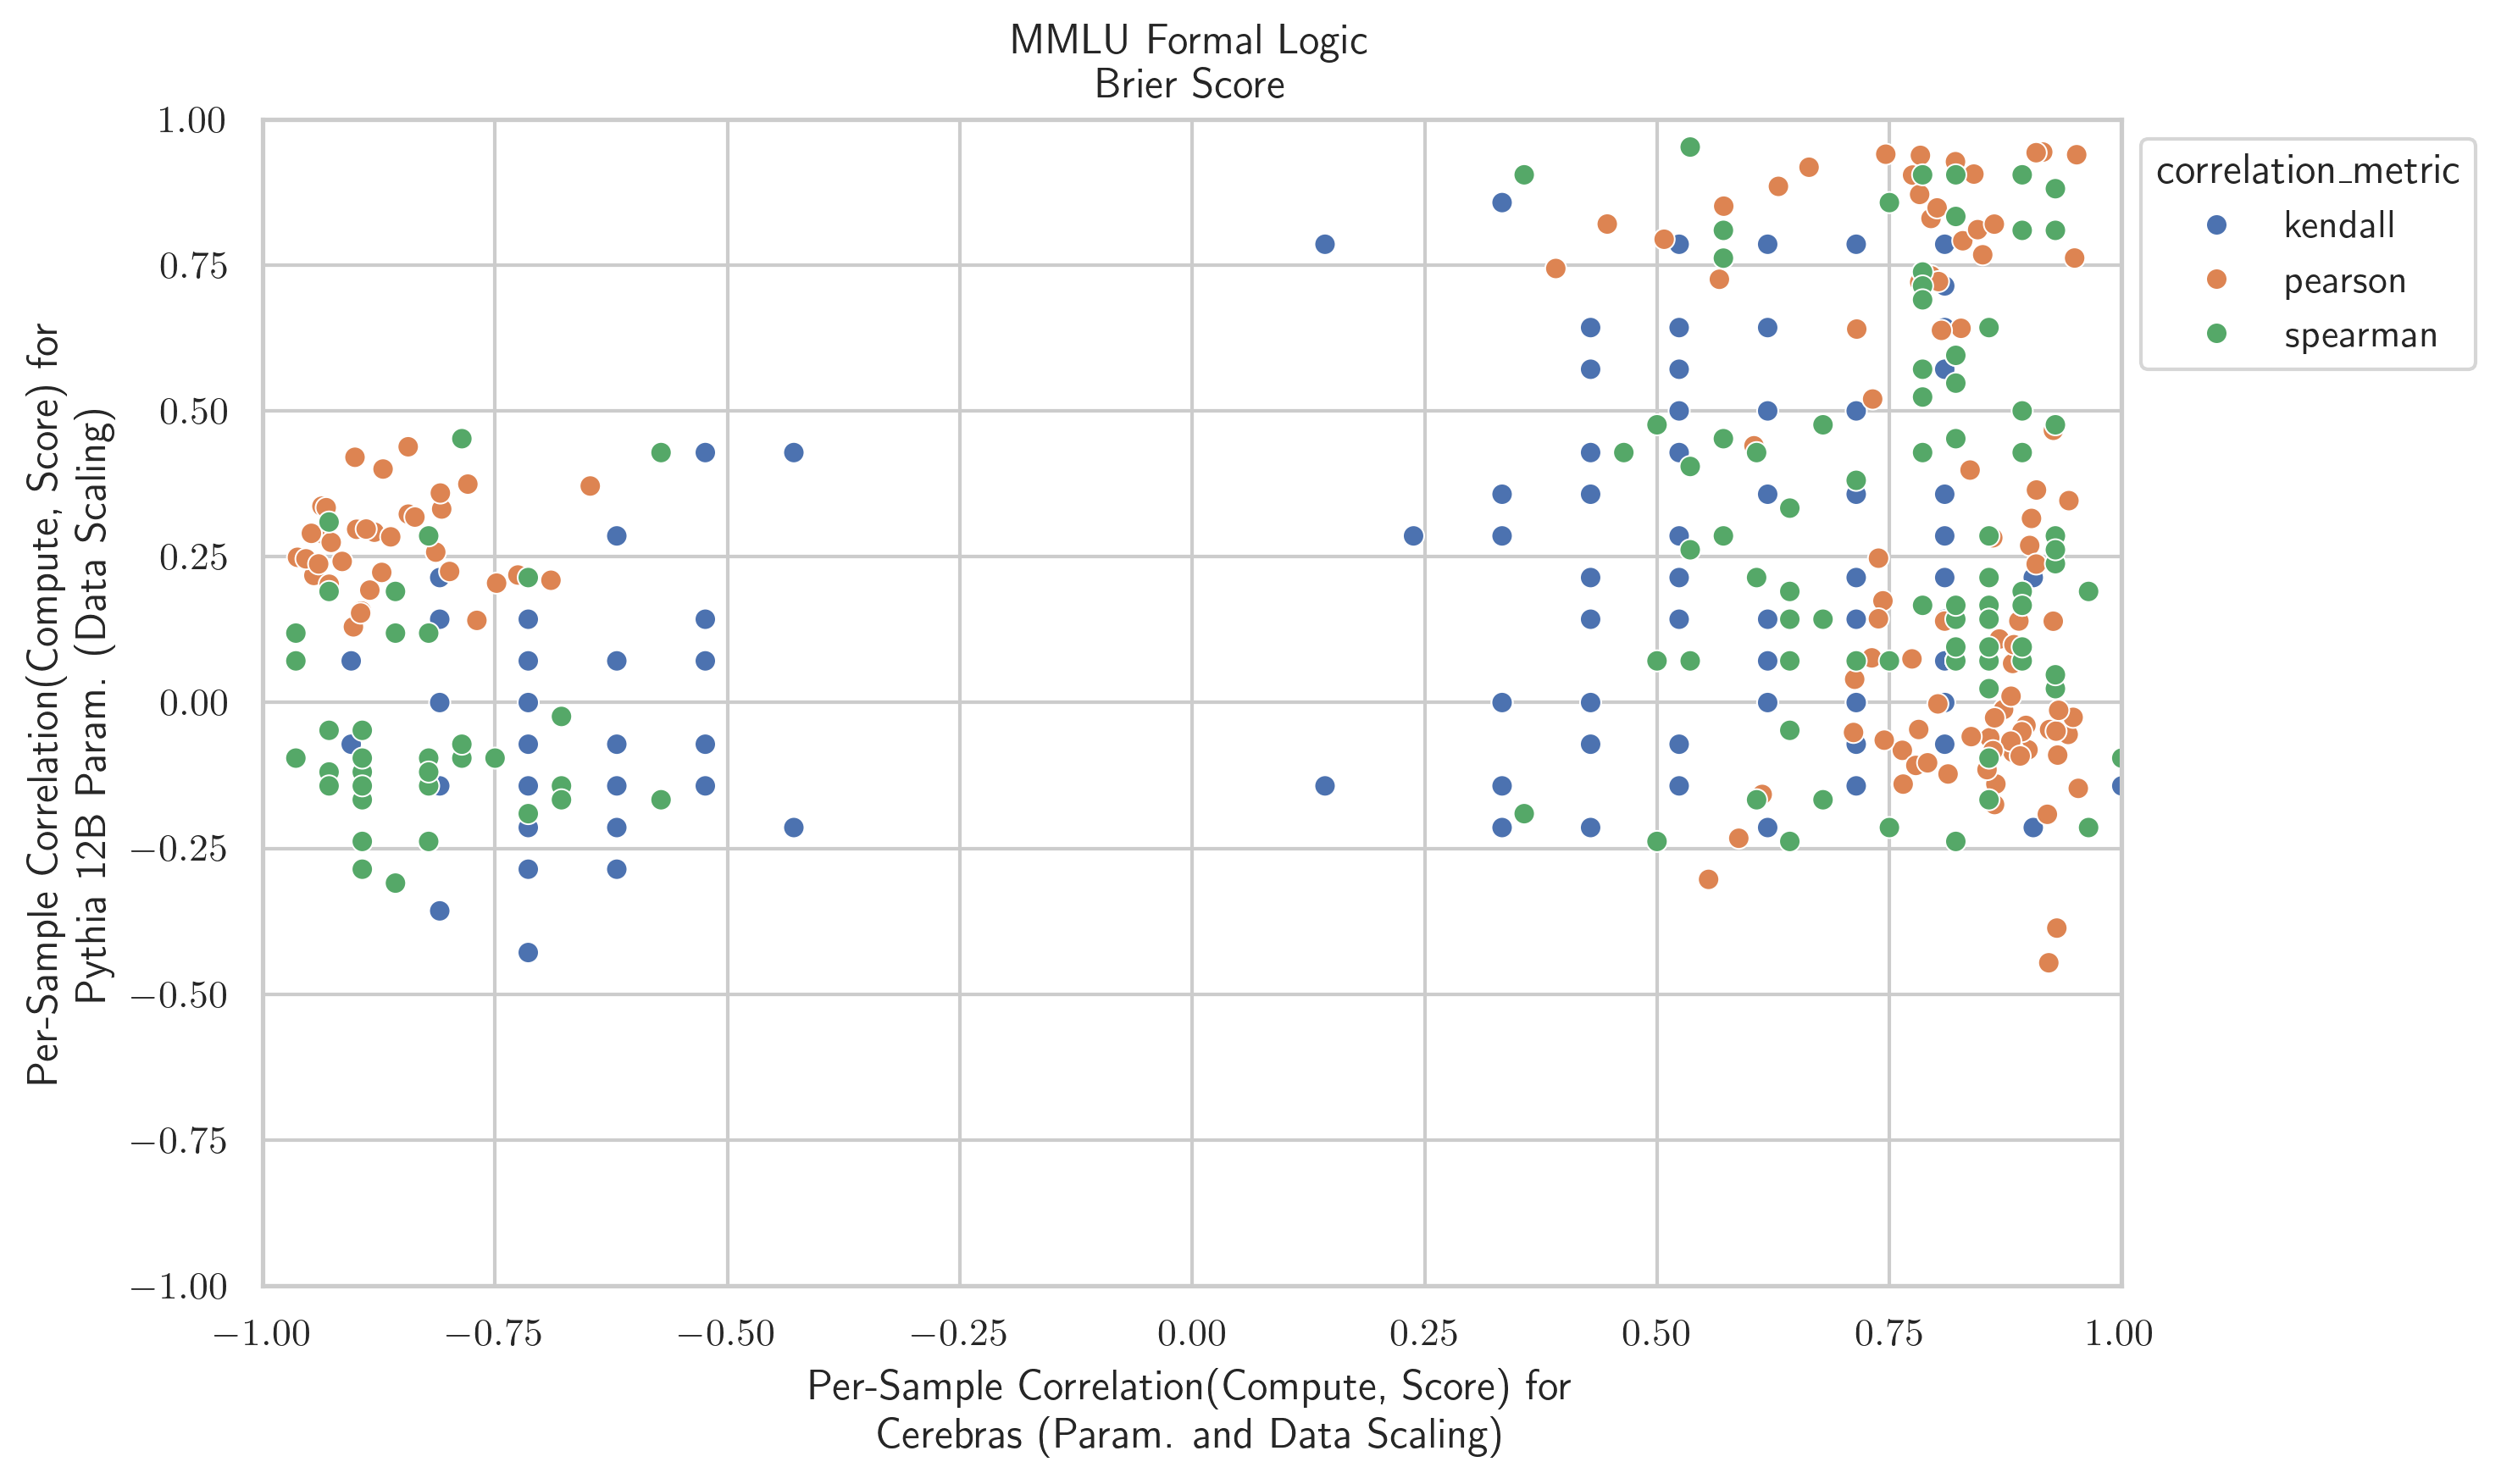 MMLU Formal Logic
Brier Score
Per-Sample Correlation(Compute, Score) for
Pythia 12B Param. (Data Scaling)
1.00
0.75
0.50
0.25
0.00
−0.25
−0.50
−0.75
−1.00
−1.00 −0.75 −0.50 −0.25 0.00 0.25 0.50 0.75 1.00
Per-Sample Correlation(Compute, Score) for
Cerebras (Param. and Data Scaling)
correlation_metric
kendall
pearson
spearman